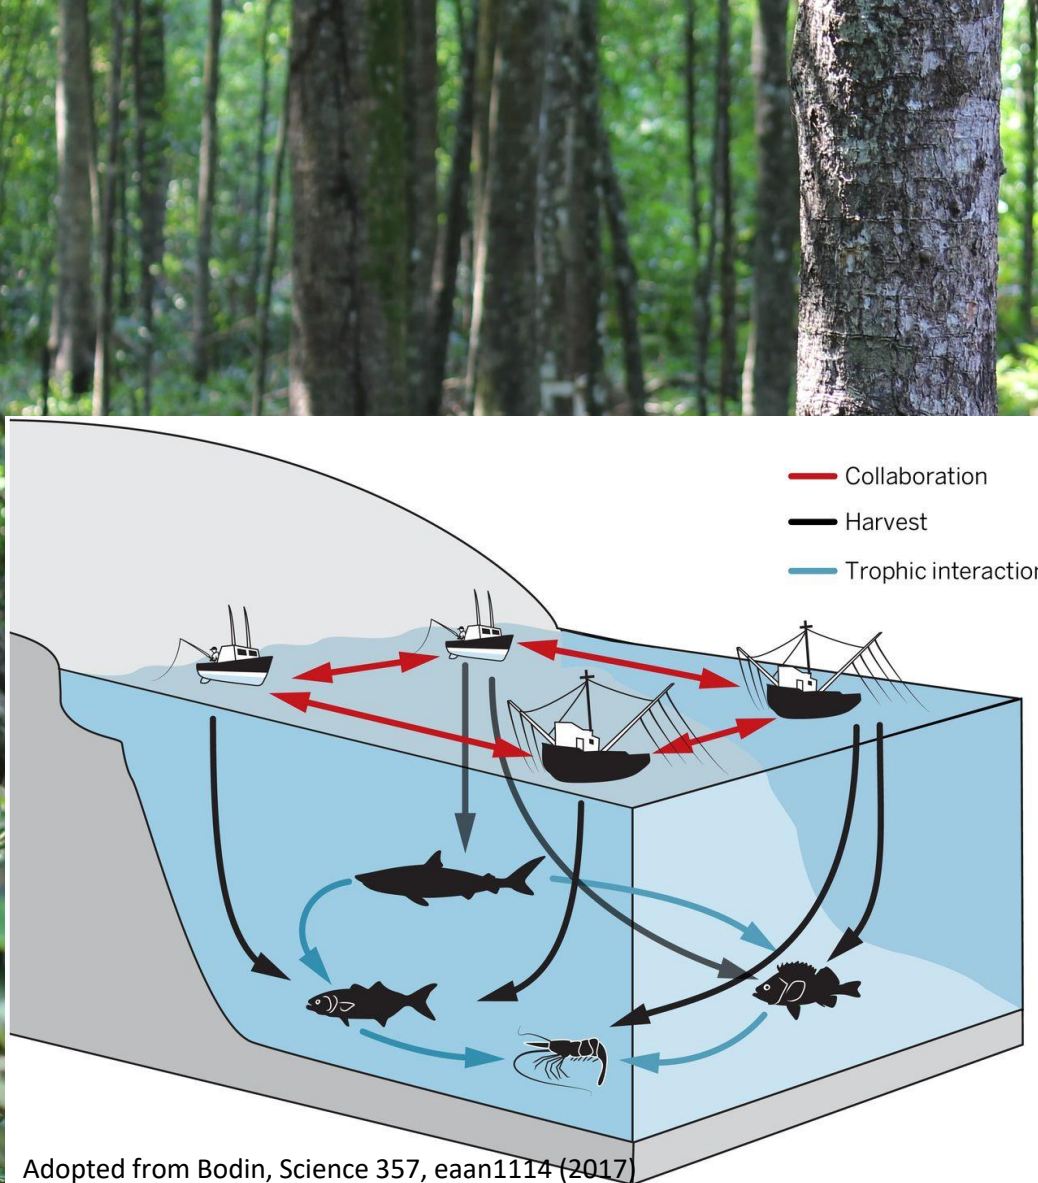 Collaboration
Harvest
Trophic interaction
Adopted from Bodin, Science 357, eaan1114 (2017)